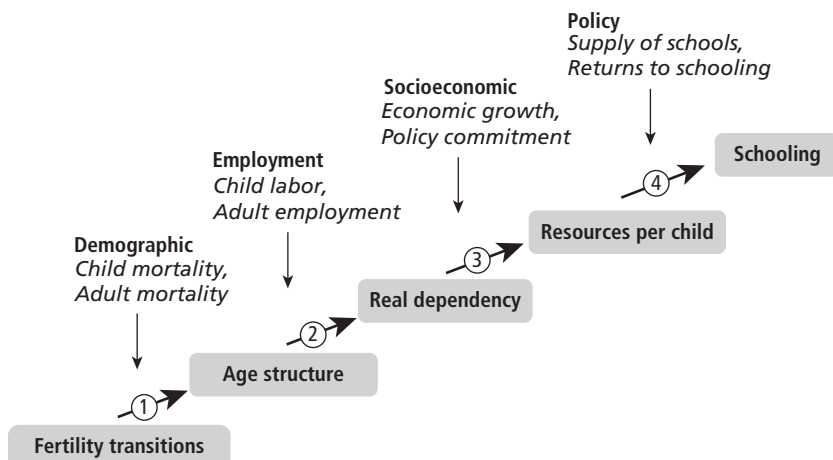 Policy
Supply of schools,
Returns to schooling
Socioeconomic
Economic growth,
Policy commitment
Schooling
4
Employment
Child labor,
Adult employment
Resources per child
3
Demographic
Child mortality,
Adult mortality
Real dependency
2
Age structure
1
Fertility transitions